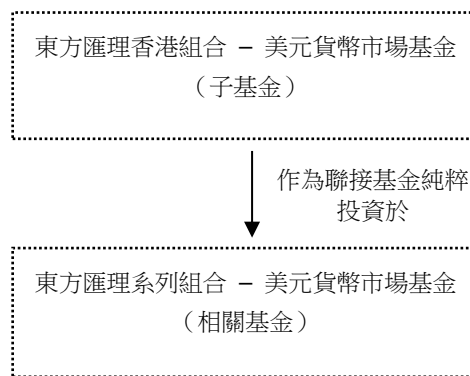 東方匯理香港組合 – 美元貨幣市場基金
（子基金）
作為聯接基金純粹
投資於
東方匯理系列組合 – 美元貨幣市場基金
（相關基金）